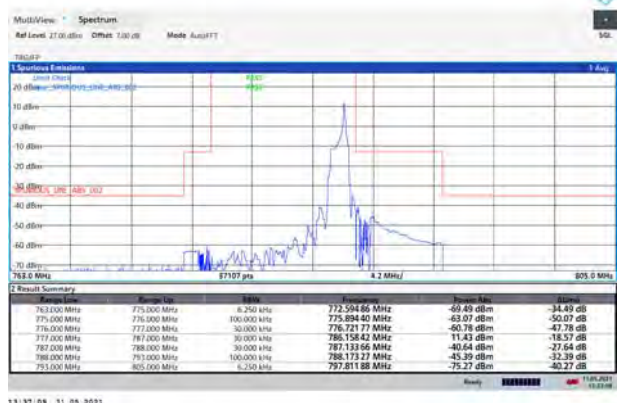 MultiView Spectrum
Ref Level 27.00 dBm Offset 7.00 dB Mode Auto FFT
SGL
TRG:IFP
1 Spurious Emissions 1 Avg
Limit Check PASS
20 dBm
10 dBm
0 dBm
-10 dBm
-20 dBm
SPURIOUS_LINE_ABV_002
-40 dBm
-50 dBm
-60 dBm
-70 dBm
763.0 MHz 37107 pts 4.2 MHz/ 805.0 MHz
2 Result Summary
Range Low Range Up RBW Frequency Power Abs ΔLimit
763.000 MHz 775.000 MHz 6.250 kHz 772.594 86 MHz -69.49 dBm -34.49 dB
775.000 MHz 776.000 MHz 100.000 kHz 775.894 40 MHz -63.07 dBm -50.07 dB
776.000 MHz 777.000 MHz 30.000 kHz 776.721 77 MHz -60.78 dBm -47.78 dB
777.000 MHz 787.000 MHz 30.000 kHz 786.158 42 MHz 11.43 dBm -18.57 dB
787.000 MHz 788.000 MHz 30.000 kHz 787.133 66 MHz -40.64 dBm -27.64 dB
788.000 MHz 793.000 MHz 100.000 kHz 788.173 27 MHz -45.39 dBm -32.39 dB
793.000 MHz 805.000 MHz 6.250 kHz 797.811 88 MHz -75.27 dBm -40.27 dB
Ready 11.05.2021